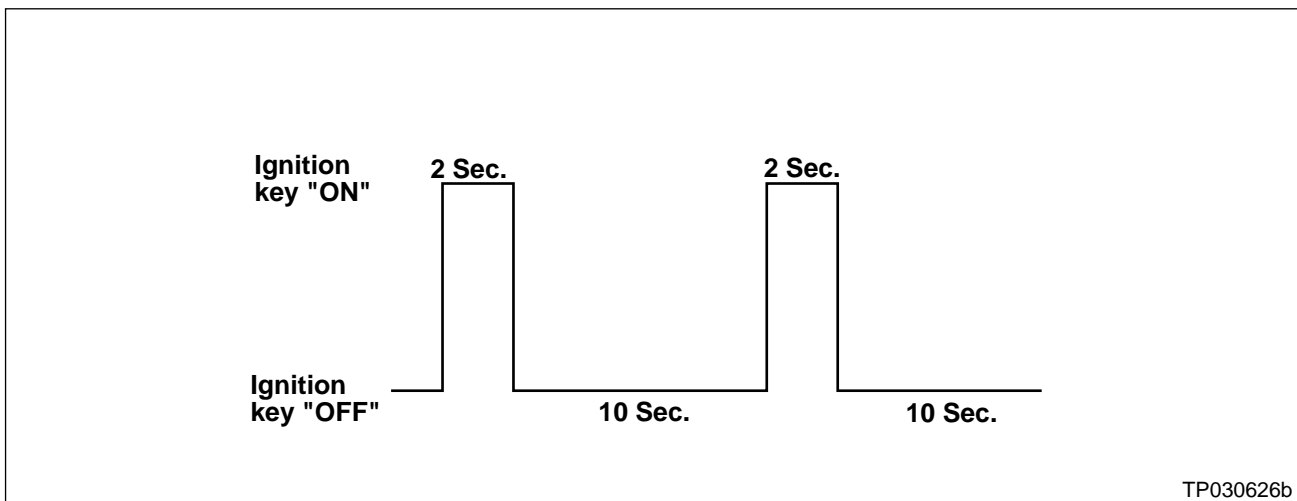 Ignition
key "ON"
2 Sec.
2 Sec.
Ignition
key "OFF"
10 Sec.
10 Sec.
TP030626b